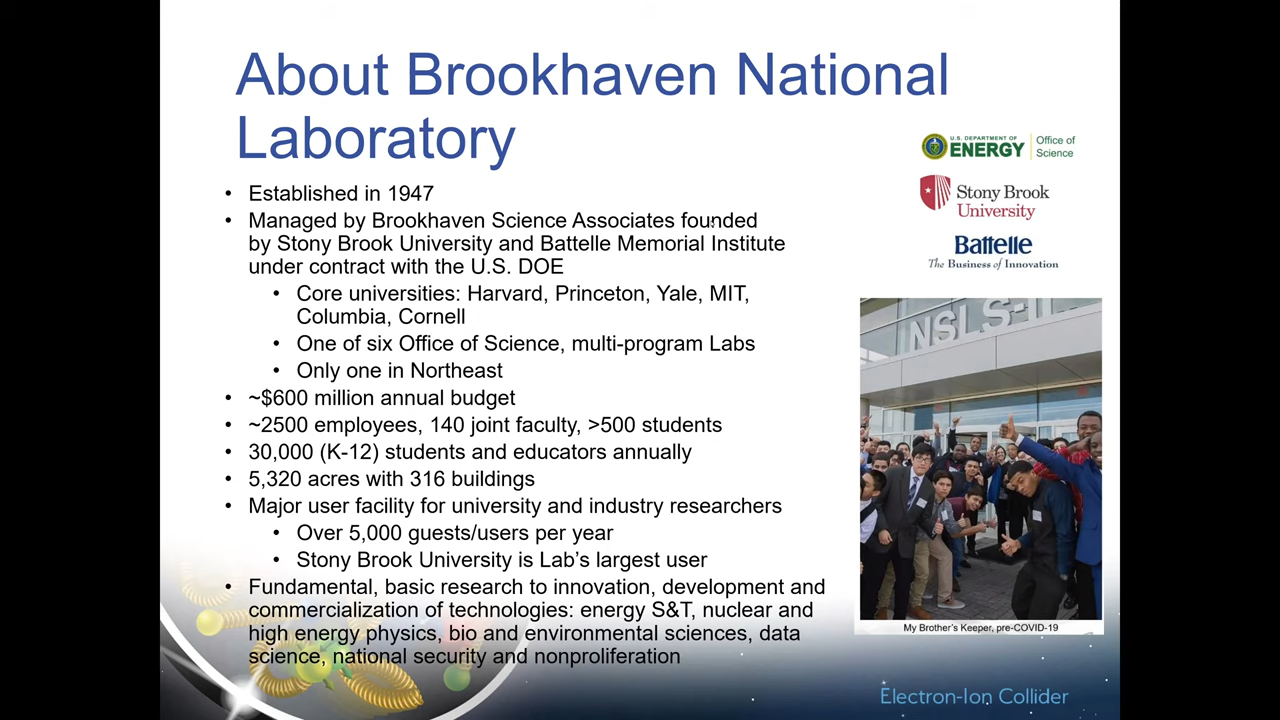 About Brookhaven National
Laboratory
U.S. DEPARTMENT OF
ENERGY
Office of
Science
Stony Brook
University
Battelle
The Business of Innovation
• Established in 1947
• Managed by Brookhaven Science Associates founded
by Stony Brook University and Battelle Memorial Institute
under contract with the U.S. DOE
• Core universities: Harvard, Princeton, Yale, MIT,
Columbia, Cornell
• One of six Office of Science, multi-program Labs
• Only one in Northeast
• ~$600 million annual budget
• ~2500 employees, 140 joint faculty, >500 students
• 30,000 (K-12) students and educators annually
• 5,320 acres with 316 buildings
• Major user facility for university and industry researchers
• Over 5,000 guests/users per year
• Stony Brook University is Lab's largest user
• Fundamental, basic research to innovation, development and
commercialization of technologies: energy S&T, nuclear and
high energy physics, bio and environmental sciences, data
science, national security and nonproliferation
NSLS-II
My Brother's Keeper, pre-COVID-19
Electron-Ion Collider